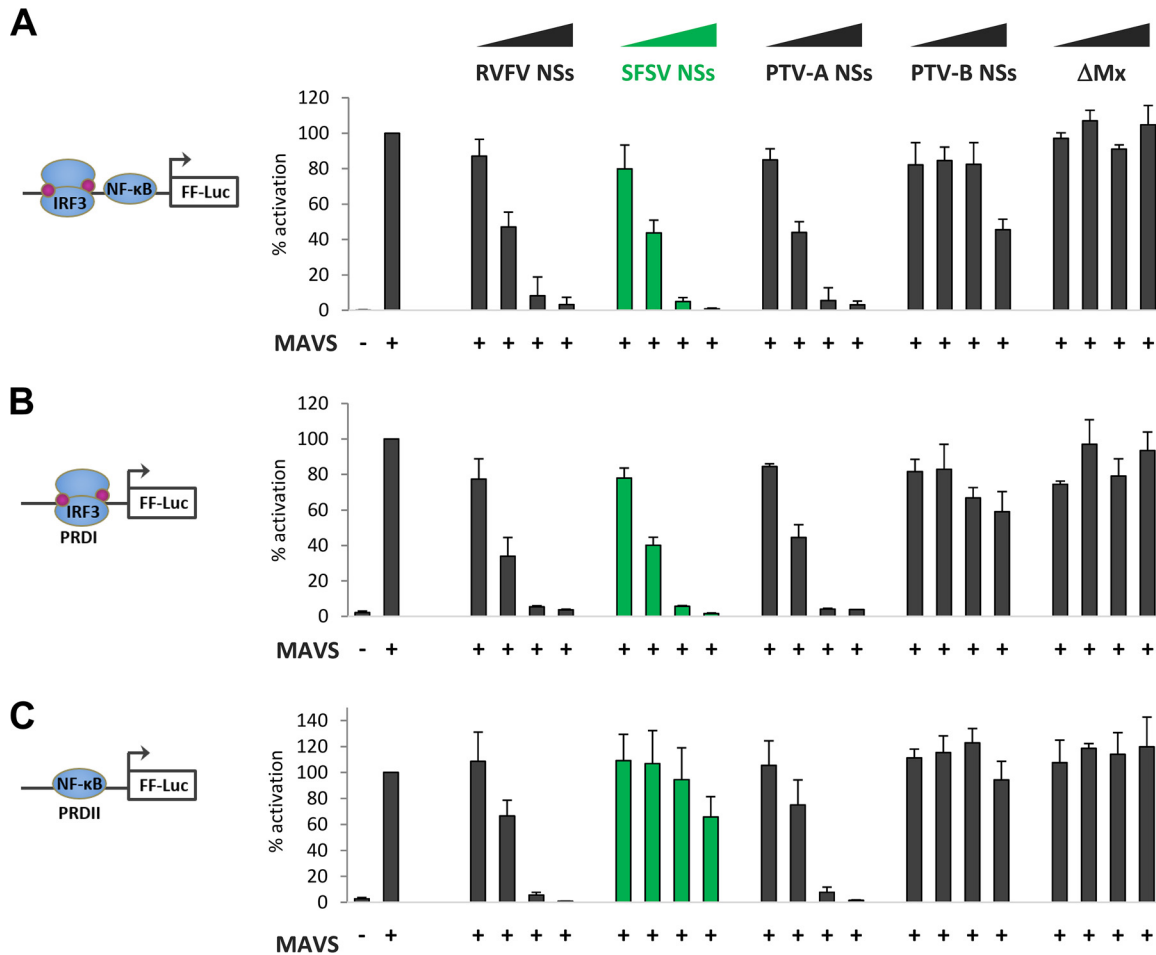 A
RVFV NSs SFSV NSs PTV-A NSs PTV-B NSs ΔMx
IRF3 NF-κB FF-Luc
% activation
120
100
80
60
40
20
0
MAVS - + + + + + + + + + + + + + + + + + + + + +
B
IRF3 FF-Luc
PRDI
% activation
120
100
80
60
40
20
0
MAVS - + + + + + + + + + + + + + + + + + + + + +
C
NF-κB FF-Luc
PRDII
% activation
140
120
100
80
60
40
20
0
MAVS - + + + + + + + + + + + + + + + + + + + + +